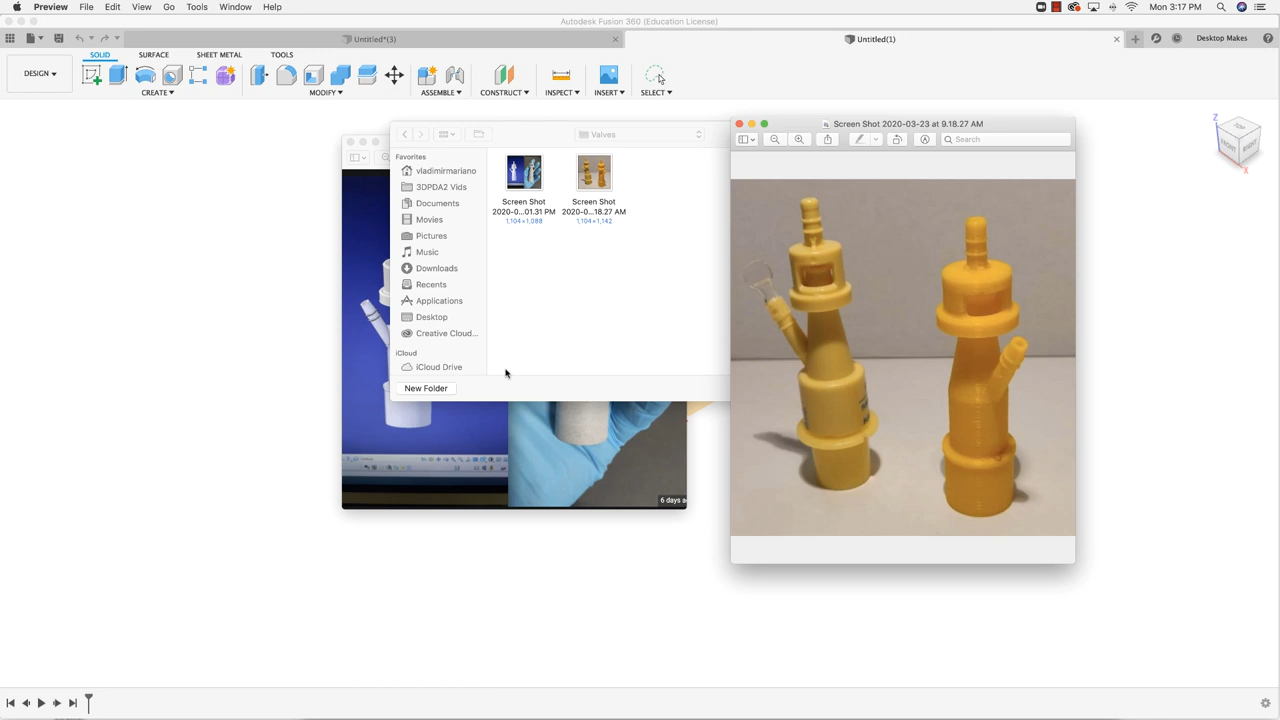 Preview File Edit View Go Tools Window Help Mon 3:17 PM
Autodesk Fusion 360 (Education License)
Untitled*(3) Untitled(1) Desktop Makes
SOLID SURFACE SHEET METAL TOOLS
DESIGN
CREATE MODIFY ASSEMBLE CONSTRUCT INSPECT INSERT SELECT
Screen Shot 2020-03-23 at 9.18.27 AM
Search
Valves
Favorites
vladimirmariano
3DPDA2 Vids
Documents
Movies
Pictures
Music
Downloads
Recents
Applications
Desktop
Creative Cloud...
iCloud
iCloud Drive
Screen Shot
2020-0...01.31 PM
1,104×1,088
Screen Shot
2020-0...18.27 AM
1,104×1,142
New Folder
6 days a
Z
TOP
FRONT RIGHT
X